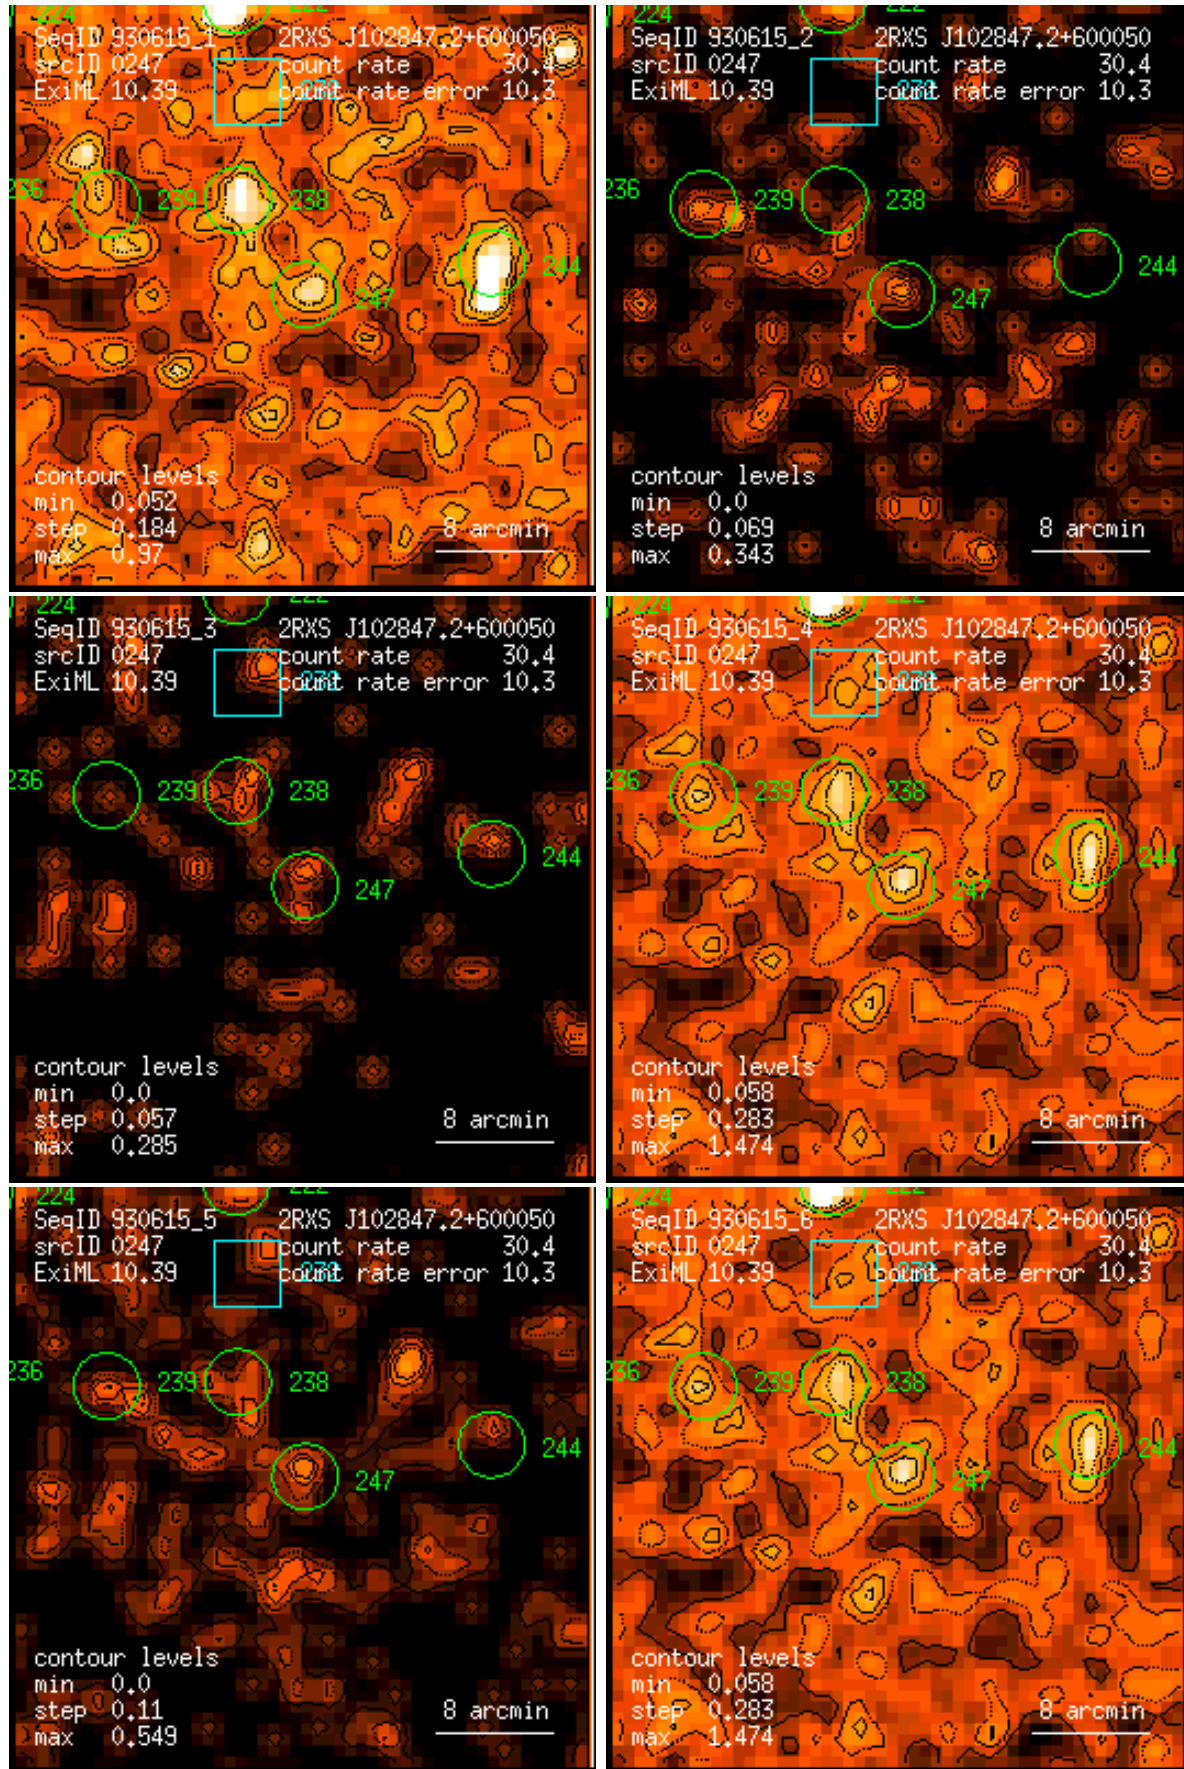 224 222
SeqID 930615_1 2RXS J102847.2+600050
srcID 0247 count rate 30.4
ExiML 10.39 count rate error 10.3
236 239 238
244
247
contour levels
min 0.052
step 0.184 8 arcmin
max 0.97
224 222
SeqID 930615_2 2RXS J102847.2+600050
srcID 0247 count rate 30.4
ExiML 10.39 count rate error 10.3
236 239 238
244
247
contour levels
min 0.0
step 0.069 8 arcmin
max 0.343
224 222
SeqID 930615_3 2RXS J102847.2+600050
srcID 0247 count rate 30.4
ExiML 10.39 count rate error 10.3
236 239 238
244
247
contour levels
min 0.0
step 0.057 8 arcmin
max 0.285
224 222
SeqID 930615_4 2RXS J102847.2+600050
srcID 0247 count rate 30.4
ExiML 10.39 count rate error 10.3
236 239 238
244
247
contour levels
min 0.058
step 0.283 8 arcmin
max 1.474
224 222
SeqID 930615_5 2RXS J102847.2+600050
srcID 0247 count rate 30.4
ExiML 10.39 count rate error 10.3
236 239 238
244
247
contour levels
min 0.0
step 0.11 8 arcmin
max 0.549
224 222
SeqID 930615_6 2RXS J102847.2+600050
srcID 0247 count rate 30.4
ExiML 10.39 count rate error 10.3
236 239 238
244
247
contour levels
min 0.058
step 0.283 8 arcmin
max 1.474